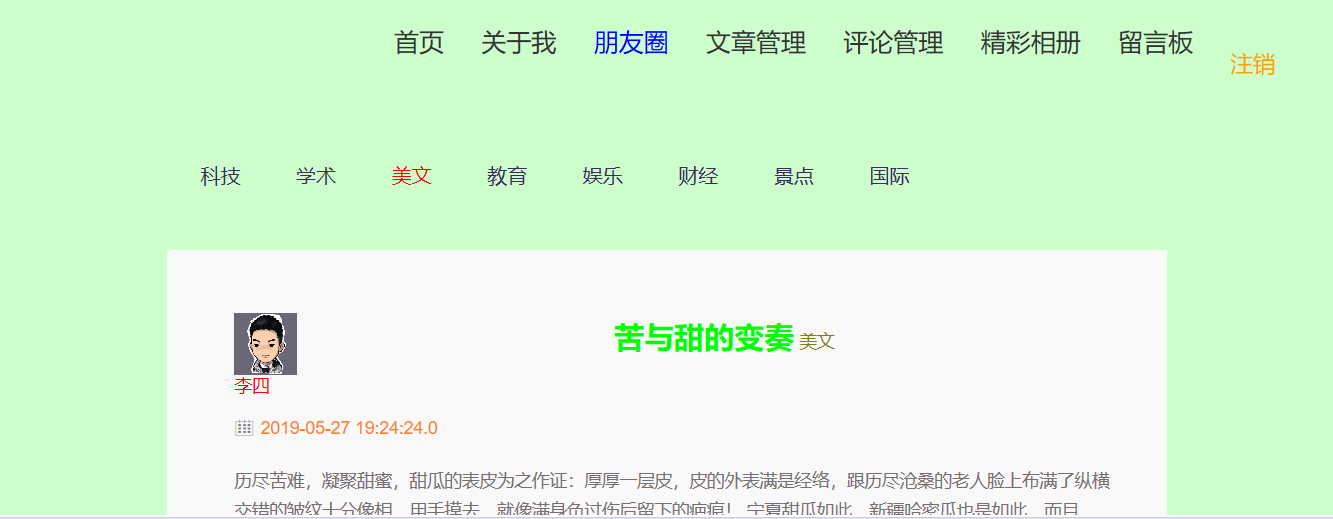 首页 关于我 朋友圈 文章管理 评论管理 精彩相册 留言板 注销
科技 学术 美文 教育 娱乐 财经 景点 国际
苦与甜的变奏 美文
李四
2019-05-27 19:24:24.0
历尽苦难，凝聚甜蜜，甜瓜的表皮为之作证：厚厚一层皮，皮的外表满是经络，跟历尽沧桑的老人脸上布满了纵横
交错的皱纹十分像相，用手摸去，就像满身负过伤后留下的疤痕！宁夏甜瓜如此，新疆哈密瓜也是如此，而且